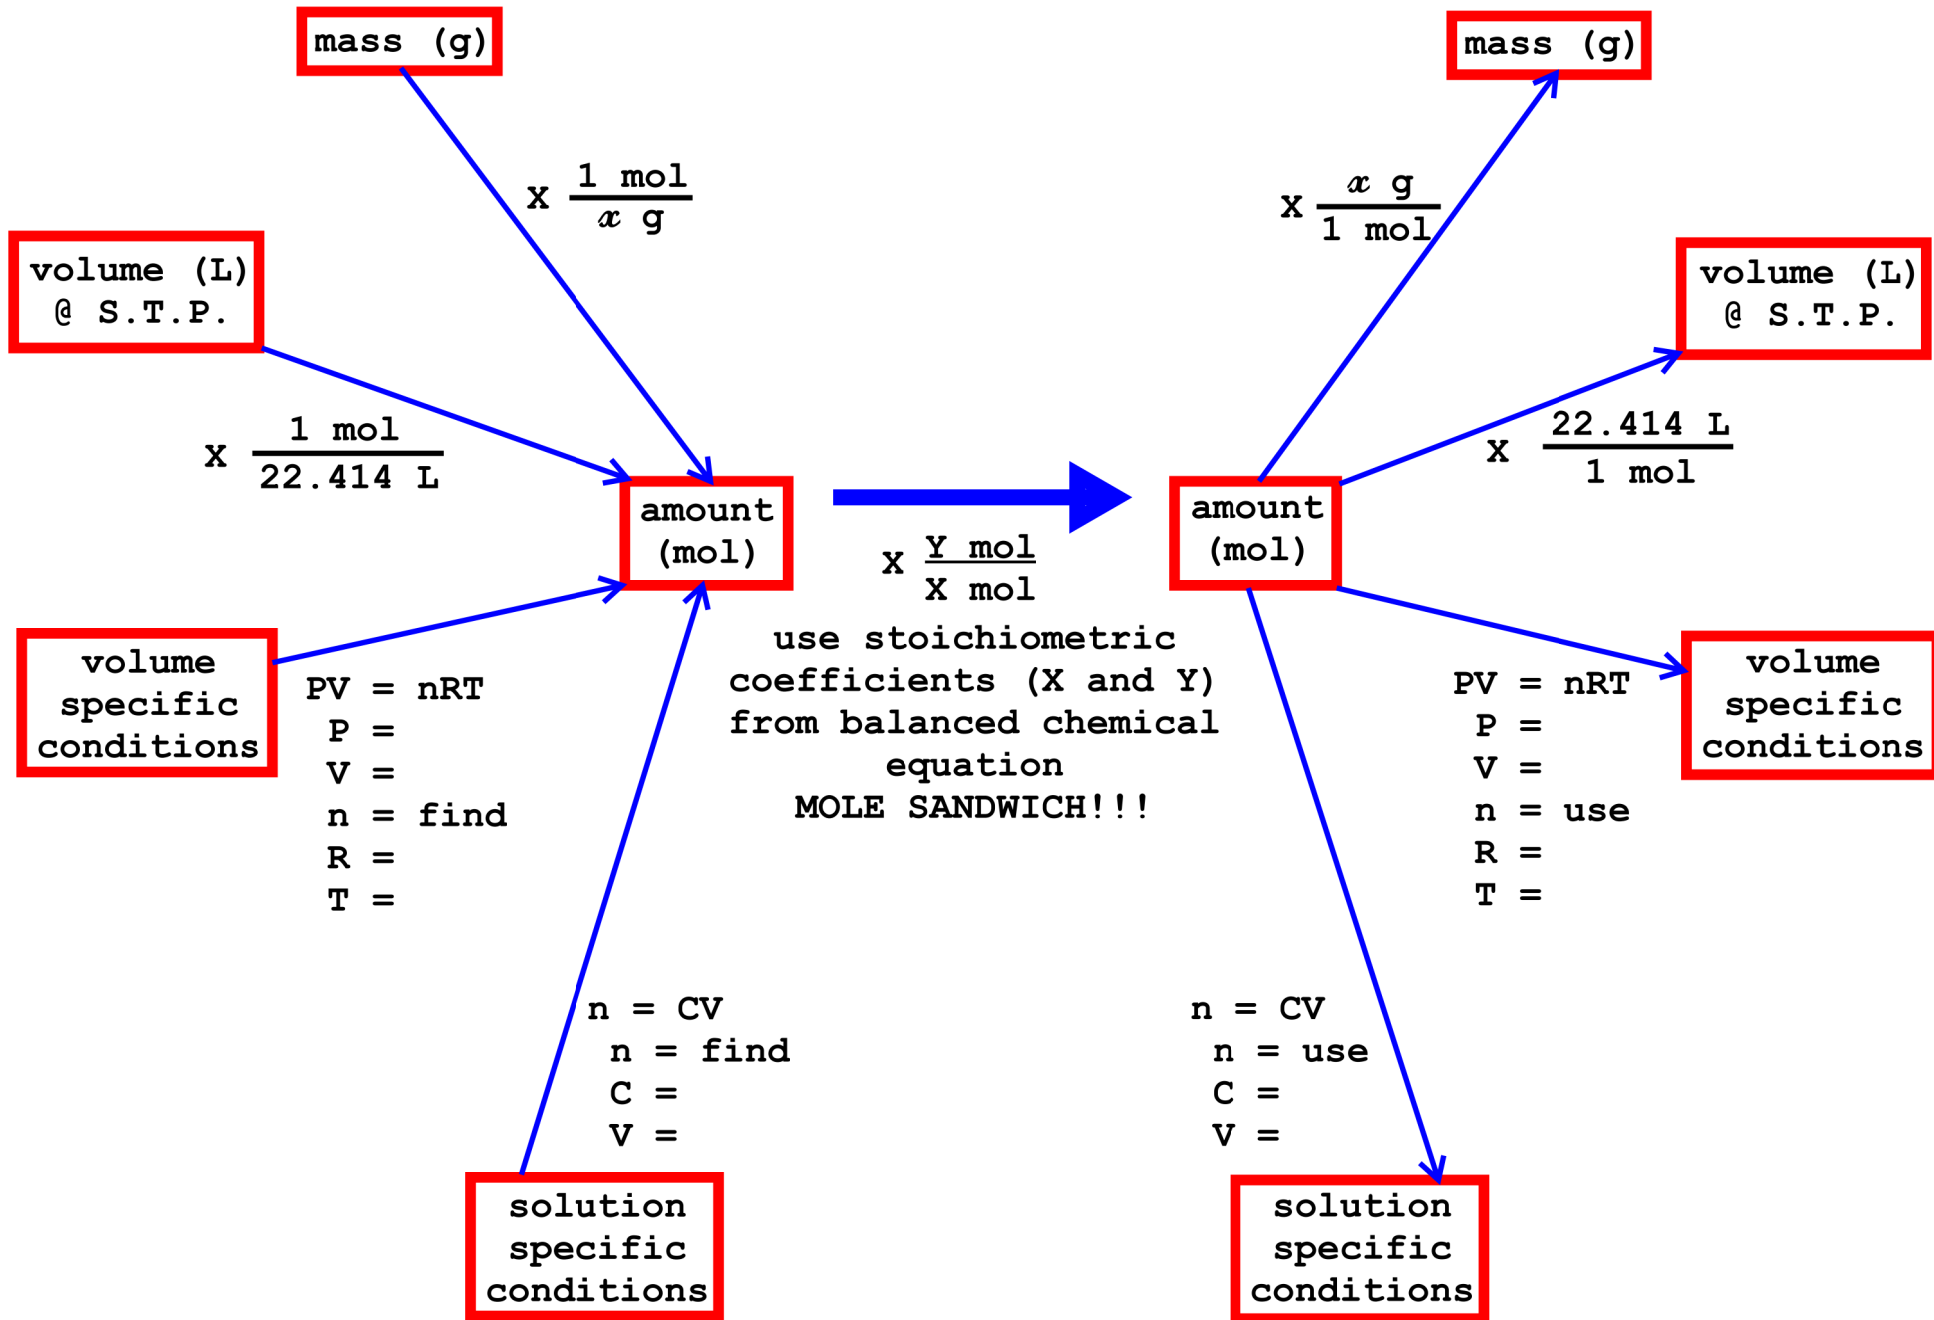 mass (g)
mass (g)
X 1 mol
x g
X x g
1 mol
volume (L)
@ S.T.P.
volume (L)
@ S.T.P.
X 1 mol
22.414 L
X 22.414 L
1 mol
amount
(mol)
X Y mol
X mol
amount
(mol)
use stoichiometric
coefficients (X and Y)
from balanced chemical
equation
MOLE SANDWICH!!!
volume
specific
conditions
PV = nRT
P =
V =
n = find
R =
T =
PV = nRT
P =
V =
n = use
R =
T =
volume
specific
conditions
n = CV
n = find
C =
V =
n = CV
n = use
C =
V =
solution
specific
conditions
solution
specific
conditions